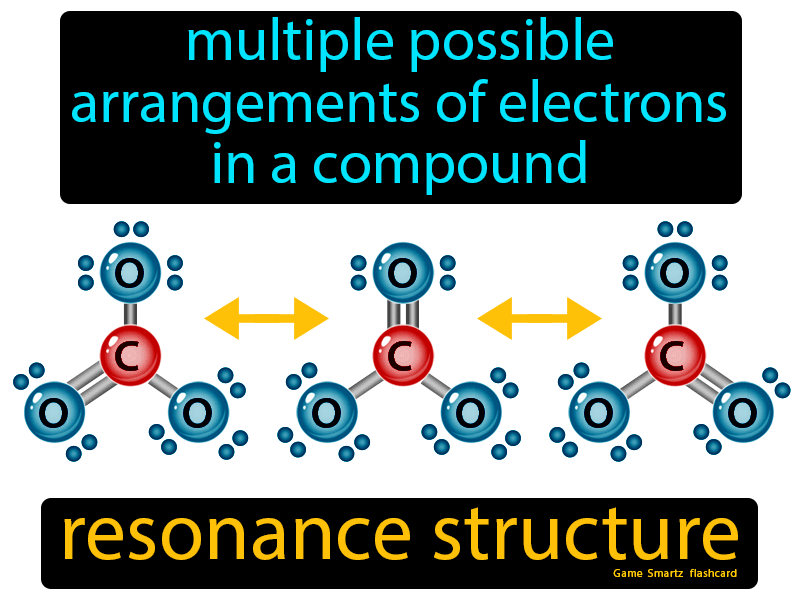 multiple possible
arrangements of electrons
in a compound
O O O
C C C
O O O O O O
resonance structure
Game Smartz flashcard